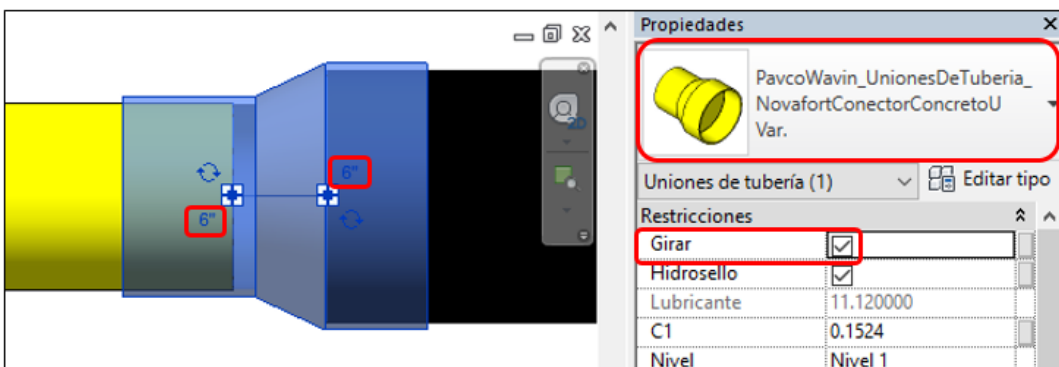 Propiedades
PavcoWavin_UnionesDeTuberia_
NovafortConectorConcretoU
Var.
Uniones de tubería (1)
Editar tipo
Restricciones
Girar
Hidrosello
Lubricante 11.120000
C1 0.1524
Nivel Nivel 1
2D
6"
6"